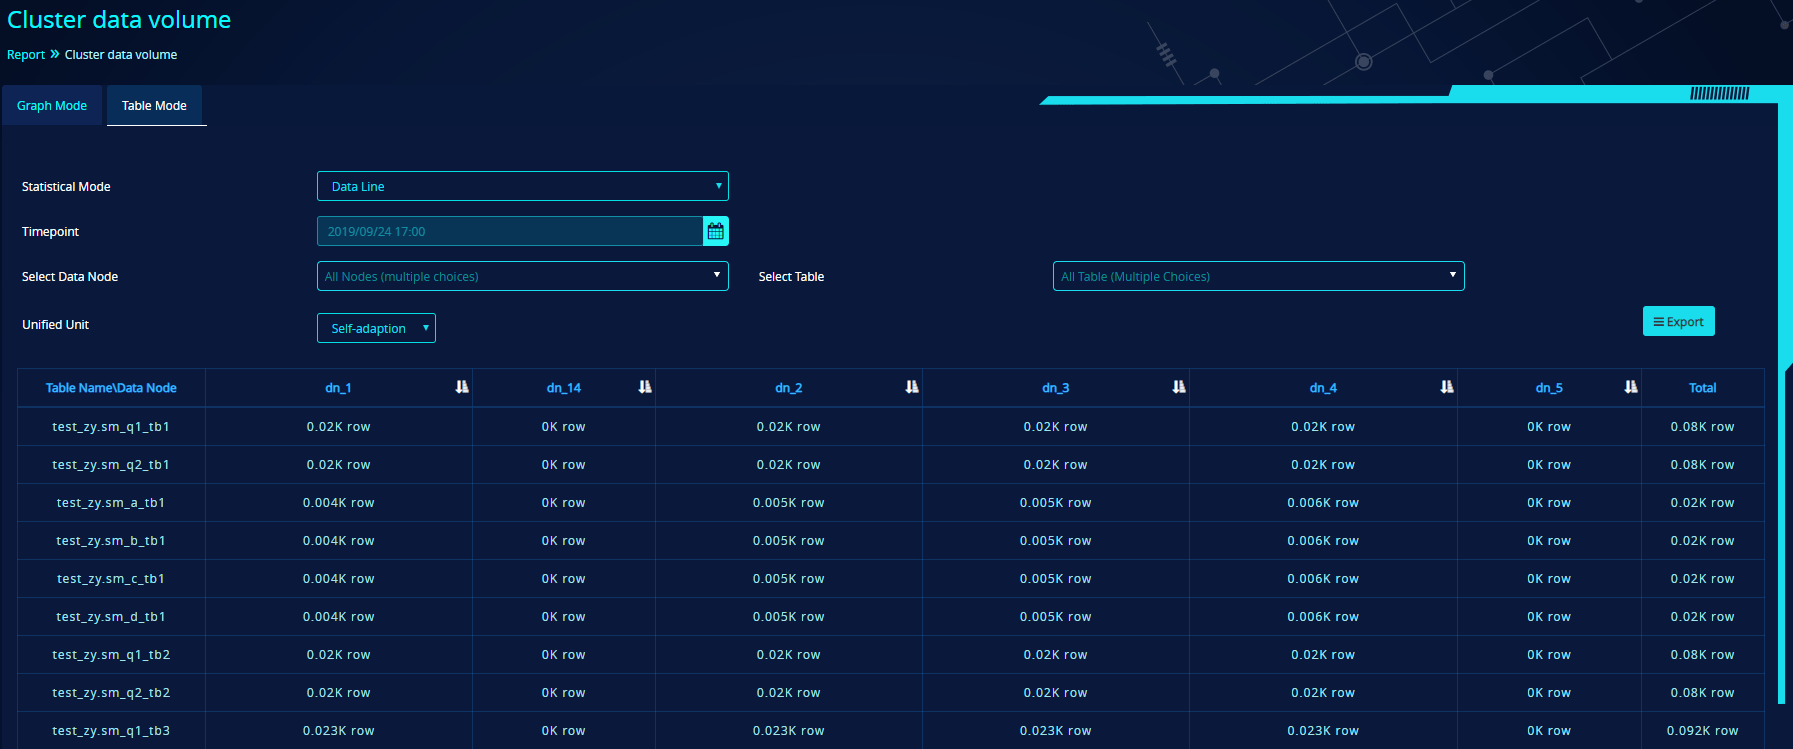 Cluster data volume
Report » Cluster data volume
Graph Mode Table Mode
Statistical Mode Data Line
Timepoint 2019/09/24 17:00
Select Data Node All Nodes (multiple choices) Select Table All Table (Multiple Choices)
Unified Unit Self-adaption Export
Table Name\Data Node dn_1 dn_14 dn_2 dn_3 dn_4 dn_5 Total
test_zy.sm_q1_tb1 0.02K row 0K row 0.02K row 0.02K row 0.02K row 0K row 0.08K row
test_zy.sm_q2_tb1 0.02K row 0K row 0.02K row 0.02K row 0.02K row 0K row 0.08K row
test_zy.sm_a_tb1 0.004K row 0K row 0.005K row 0.005K row 0.006K row 0K row 0.02K row
test_zy.sm_b_tb1 0.004K row 0K row 0.005K row 0.005K row 0.006K row 0K row 0.02K row
test_zy.sm_c_tb1 0.004K row 0K row 0.005K row 0.005K row 0.006K row 0K row 0.02K row
test_zy.sm_d_tb1 0.004K row 0K row 0.005K row 0.005K row 0.006K row 0K row 0.02K row
test_zy.sm_q1_tb2 0.02K row 0K row 0.02K row 0.02K row 0.02K row 0K row 0.08K row
test_zy.sm_q2_tb2 0.02K row 0K row 0.02K row 0.02K row 0.02K row 0K row 0.08K row
test_zy.sm_q1_tb3 0.023K row 0K row 0.023K row 0.023K row 0.023K row 0K row 0.092K row